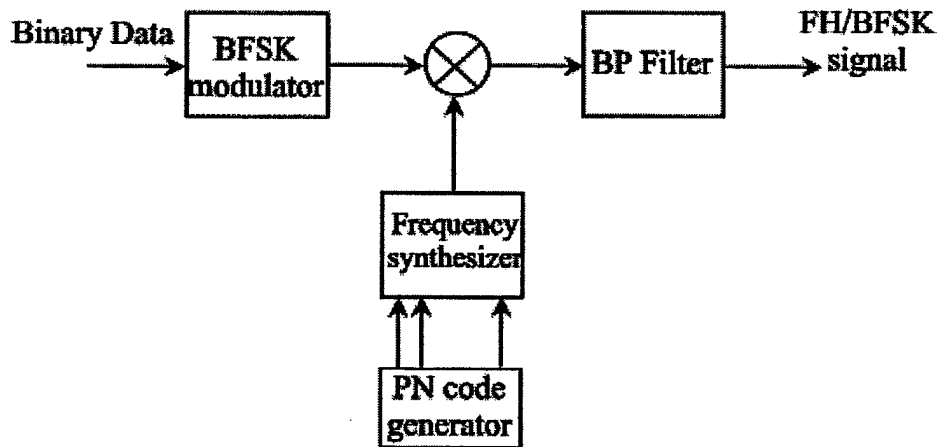 Binary Data
BFSK
modulator
BP Filter
FH/BFSK
signal
Frequency
synthesizer
PN code
generator